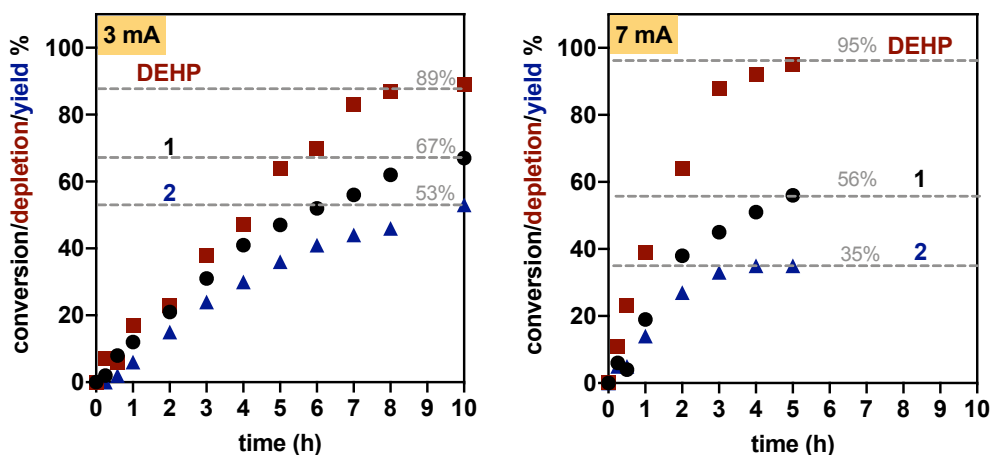 3 mA
conversion/depletion/yield %
100
80
60
40
20
0
DEHP
89%
1
67%
2
53%
0 1 2 3 4 5 6 7 8 9 10
time (h)
7 mA
conversion/depletion/yield %
100
80
60
40
20
0
95%
DEHP
56%
1
35%
2
0 1 2 3 4 5 6 7 8 9 10
time (h)